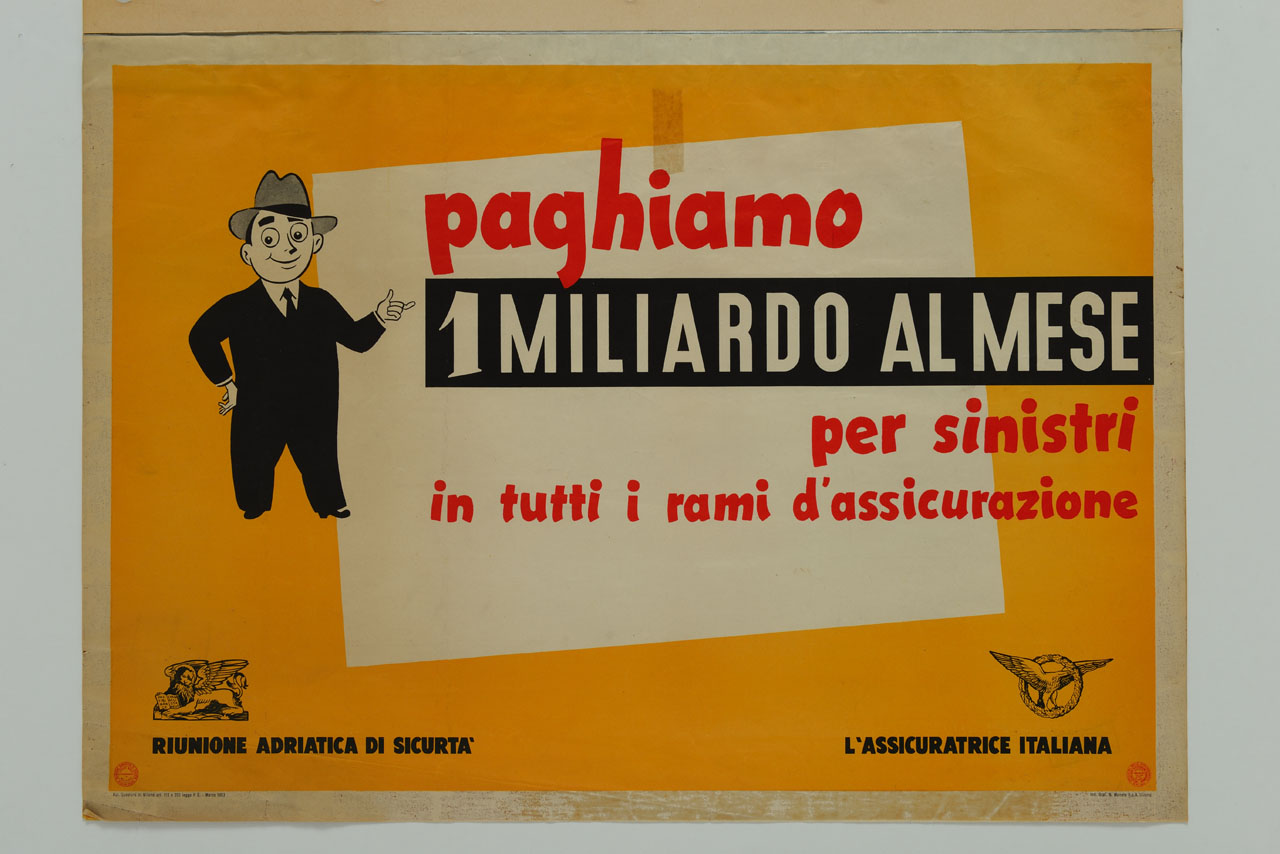 paghiamo
1 MILIARDO AL MESE
per sinistri
in tutti i rami d'assicurazione
RIUNIONE ADRIATICA DI SICURTA'
L'ASSICURATRICE ITALIANA